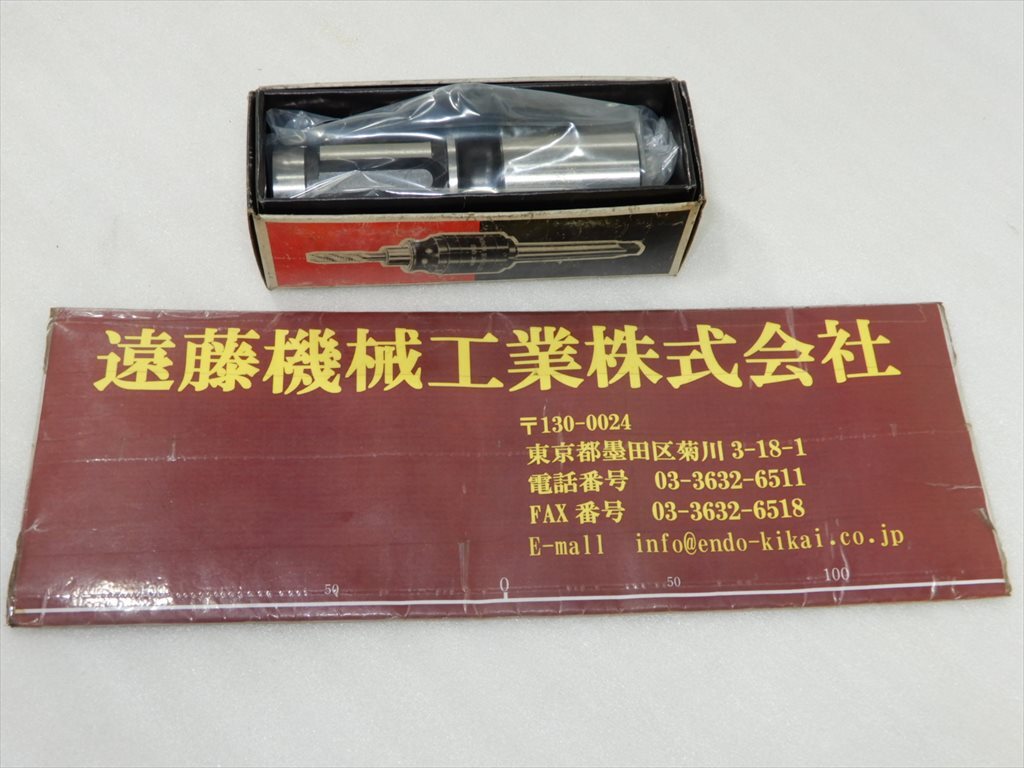 遠藤機械工業株式会社
〒130-0024
東京都墨田区菊川 3-18-1
電話番号 03-3632-6511
FAX 番号 03-3632-6518
E-mall info@endo-kikai.co.jp
100 50 0 50 100